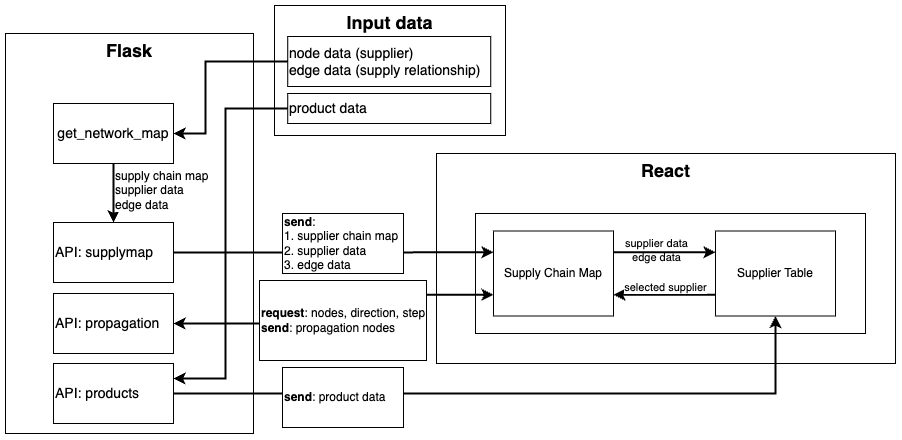 Input data
node data (supplier)
edge data (supply relationship)
product data
Flask
get_network_map
supply chain map
supplier data
edge data
API: supplymap
API: propagation
API: products
send:
1. supplier chain map
2. supplier data
3. edge data
request: nodes, direction, step
send: propagation nodes
send: product data
React
Supply Chain Map
supplier data
edge data
selected supplier
Supplier Table